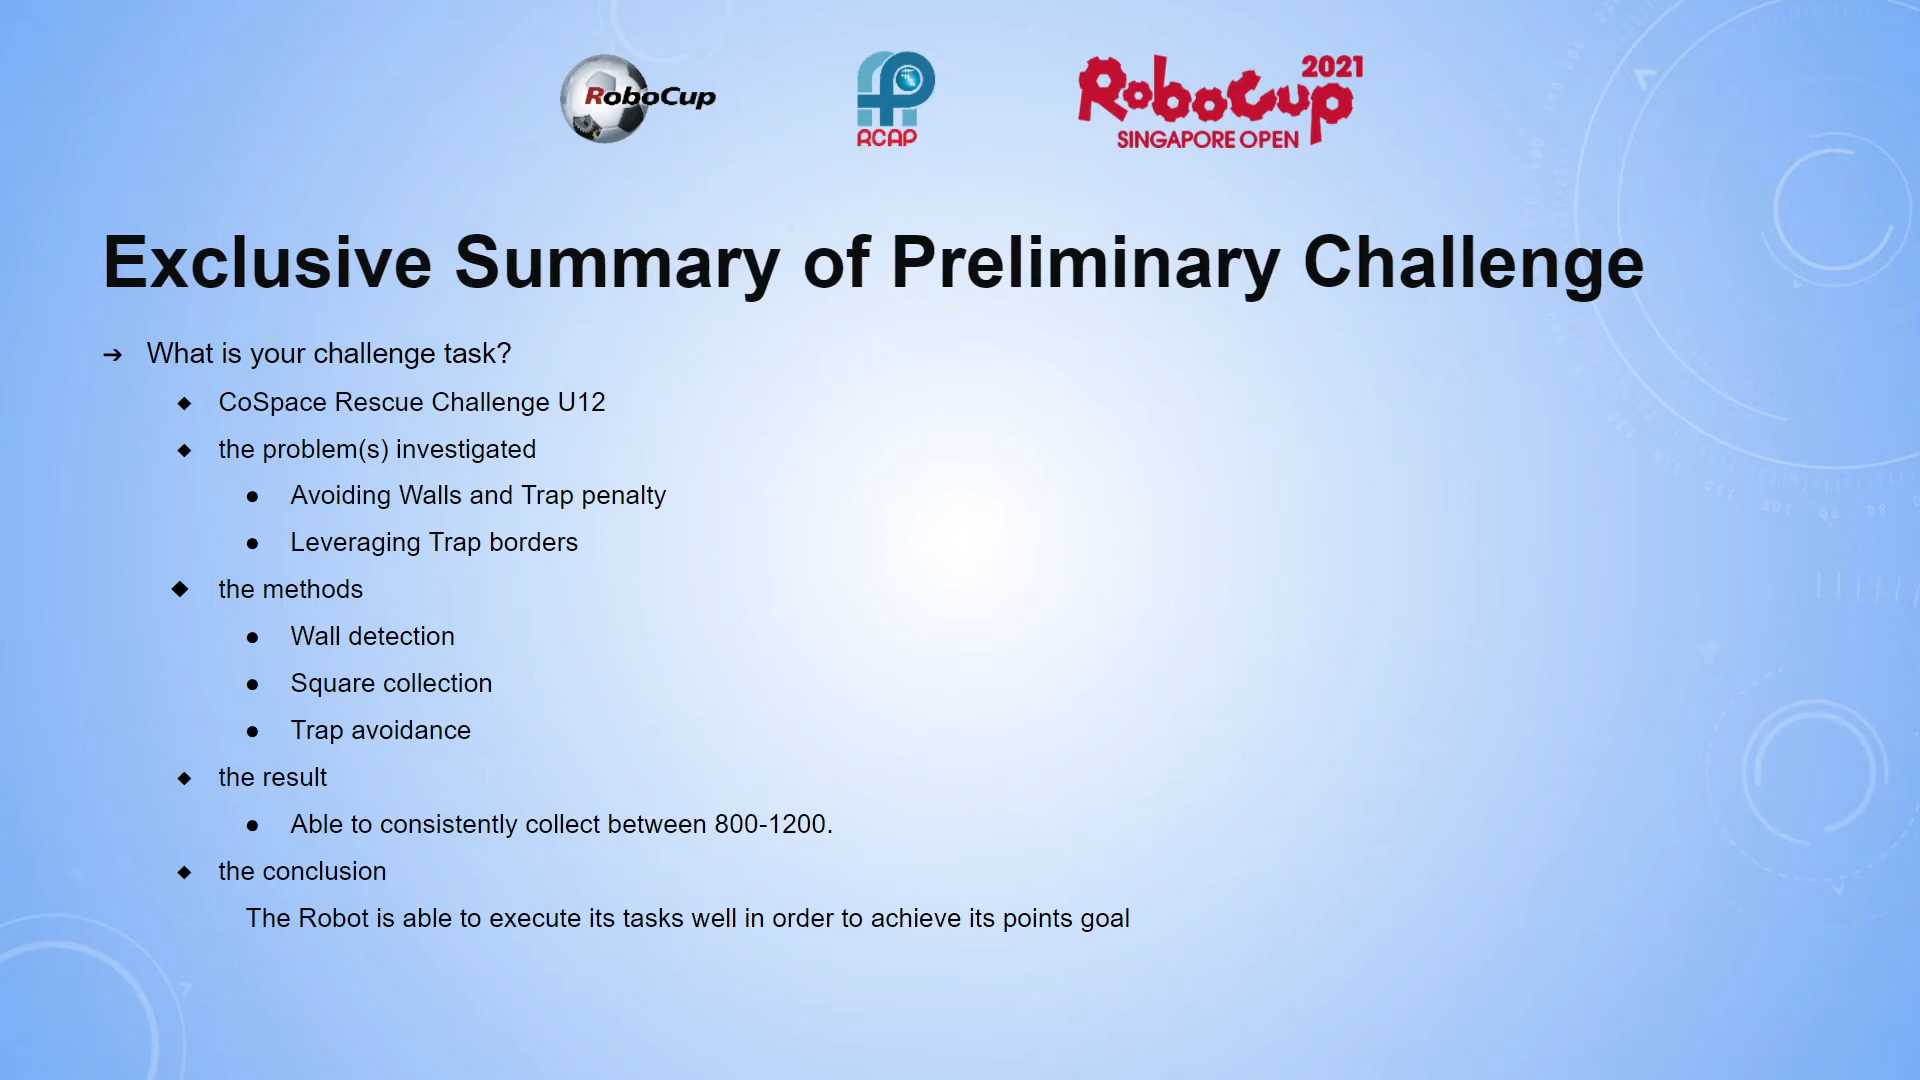 RoboCup
RCAP
RoboCup 2021
SINGAPORE OPEN
Exclusive Summary of Preliminary Challenge
➔ What is your challenge task?
◆ CoSpace Rescue Challenge U12
◆ the problem(s) investigated
● Avoiding Walls and Trap penalty
● Leveraging Trap borders
◆ the methods
● Wall detection
● Square collection
● Trap avoidance
◆ the result
● Able to consistently collect between 800-1200.
◆ the conclusion
The Robot is able to execute its tasks well in order to achieve its points goal